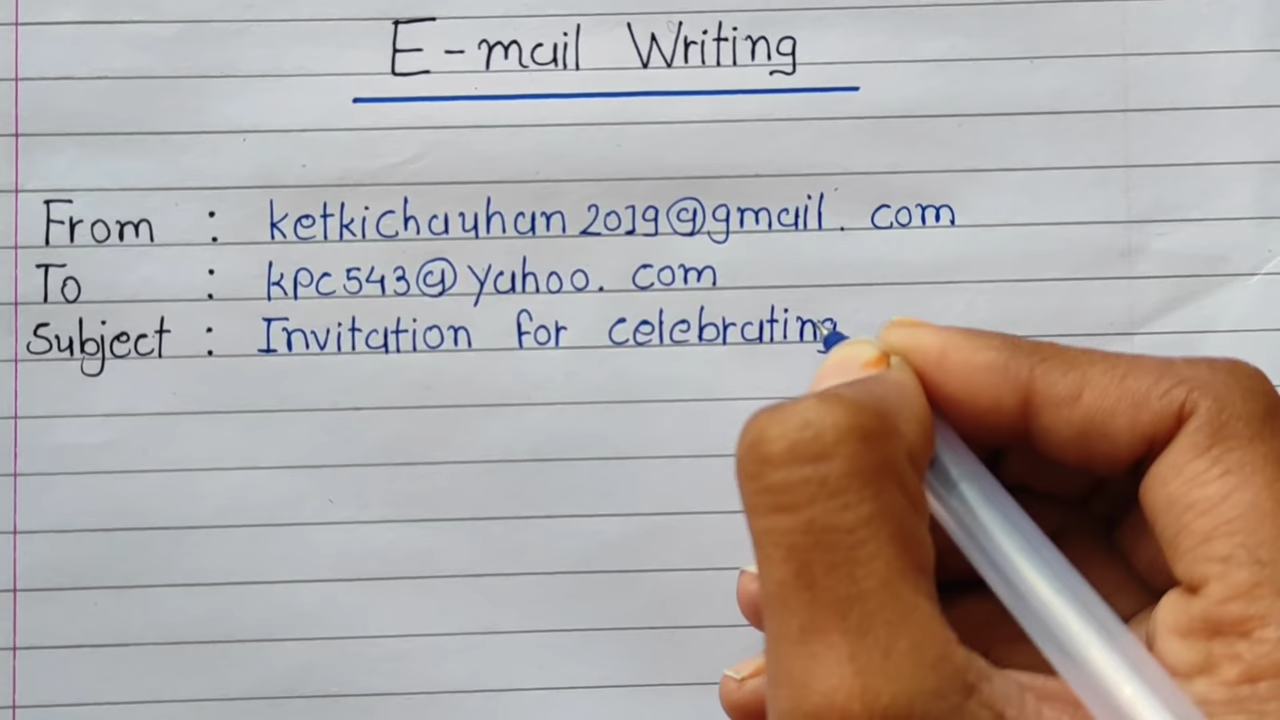 E-mail Writing
From : ketkichauhan2019@gmail. com
To : kpc543@yahoo. com
Subject : Invitation for celebrating